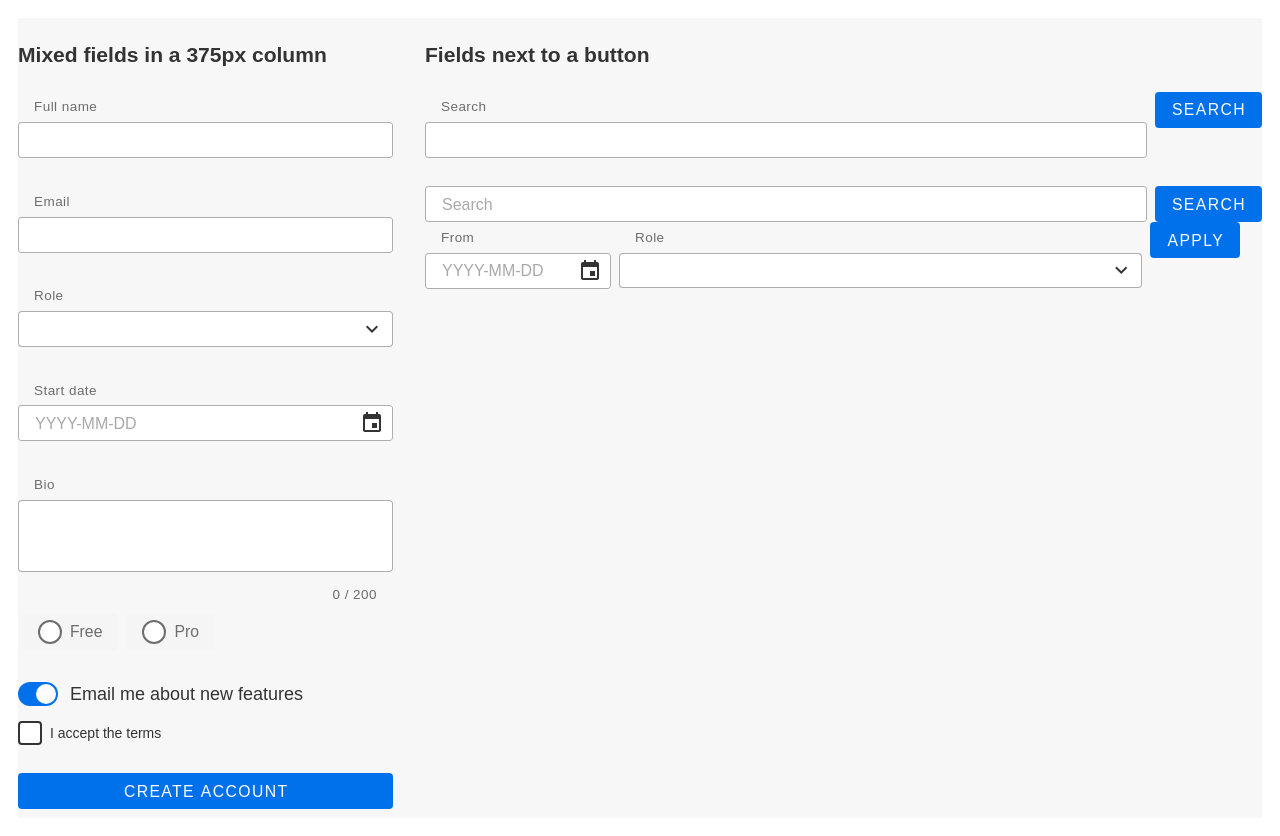 Mixed fields in a 375px column
Full name
Email
Role
Start date
YYYY-MM-DD
Bio
0 / 200
Free Pro
Email me about new features
I accept the terms
CREATE ACCOUNT
Fields next to a button
Search
SEARCH
Search SEARCH
From Role APPLY
YYYY-MM-DD